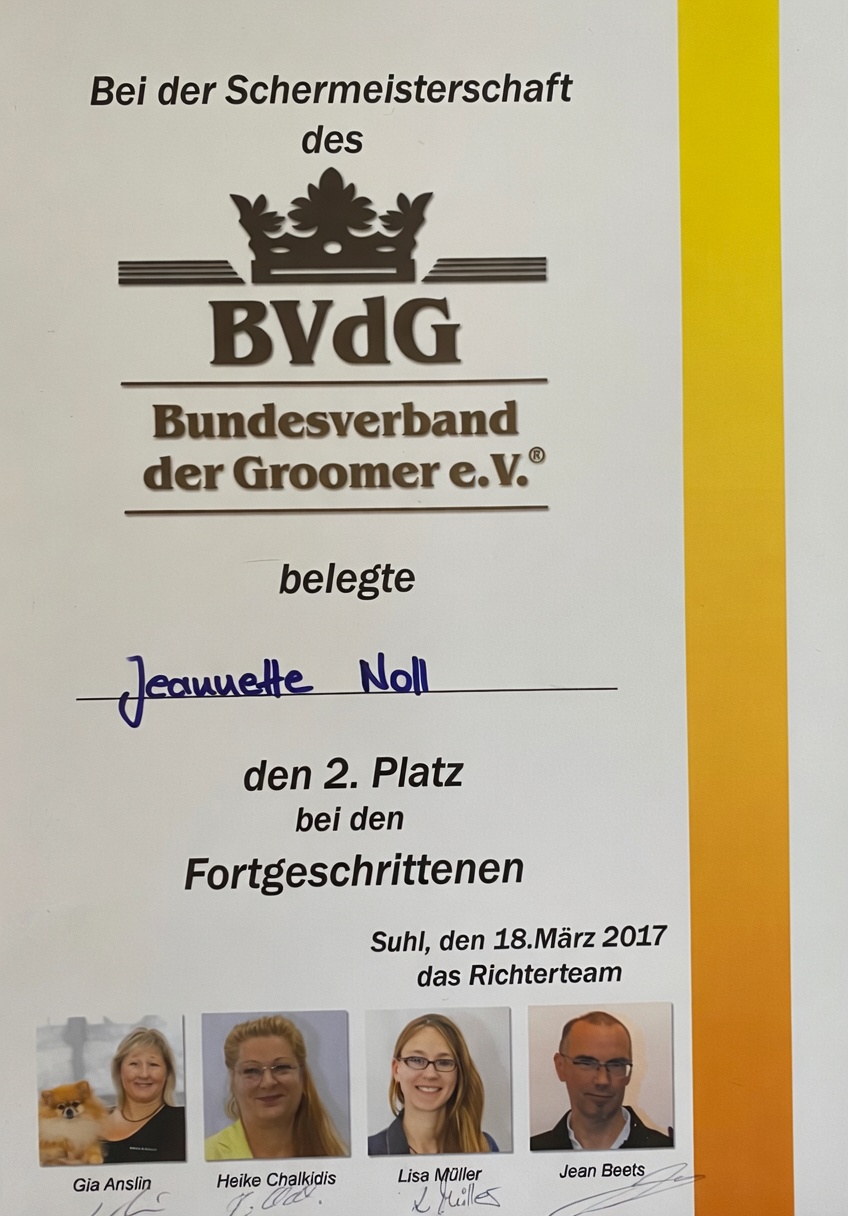 Bei der Schermeisterschaft
des
BVdG
Bundesverband
der Groomer e.V.®
belegte
Jeannette Noll
den 2. Platz
bei den
Fortgeschrittenen
Suhl, den 18.März 2017
das Richterteam
Gia Anslin Heike Chalkidis Lisa Müller Jean Beets
L. Müller